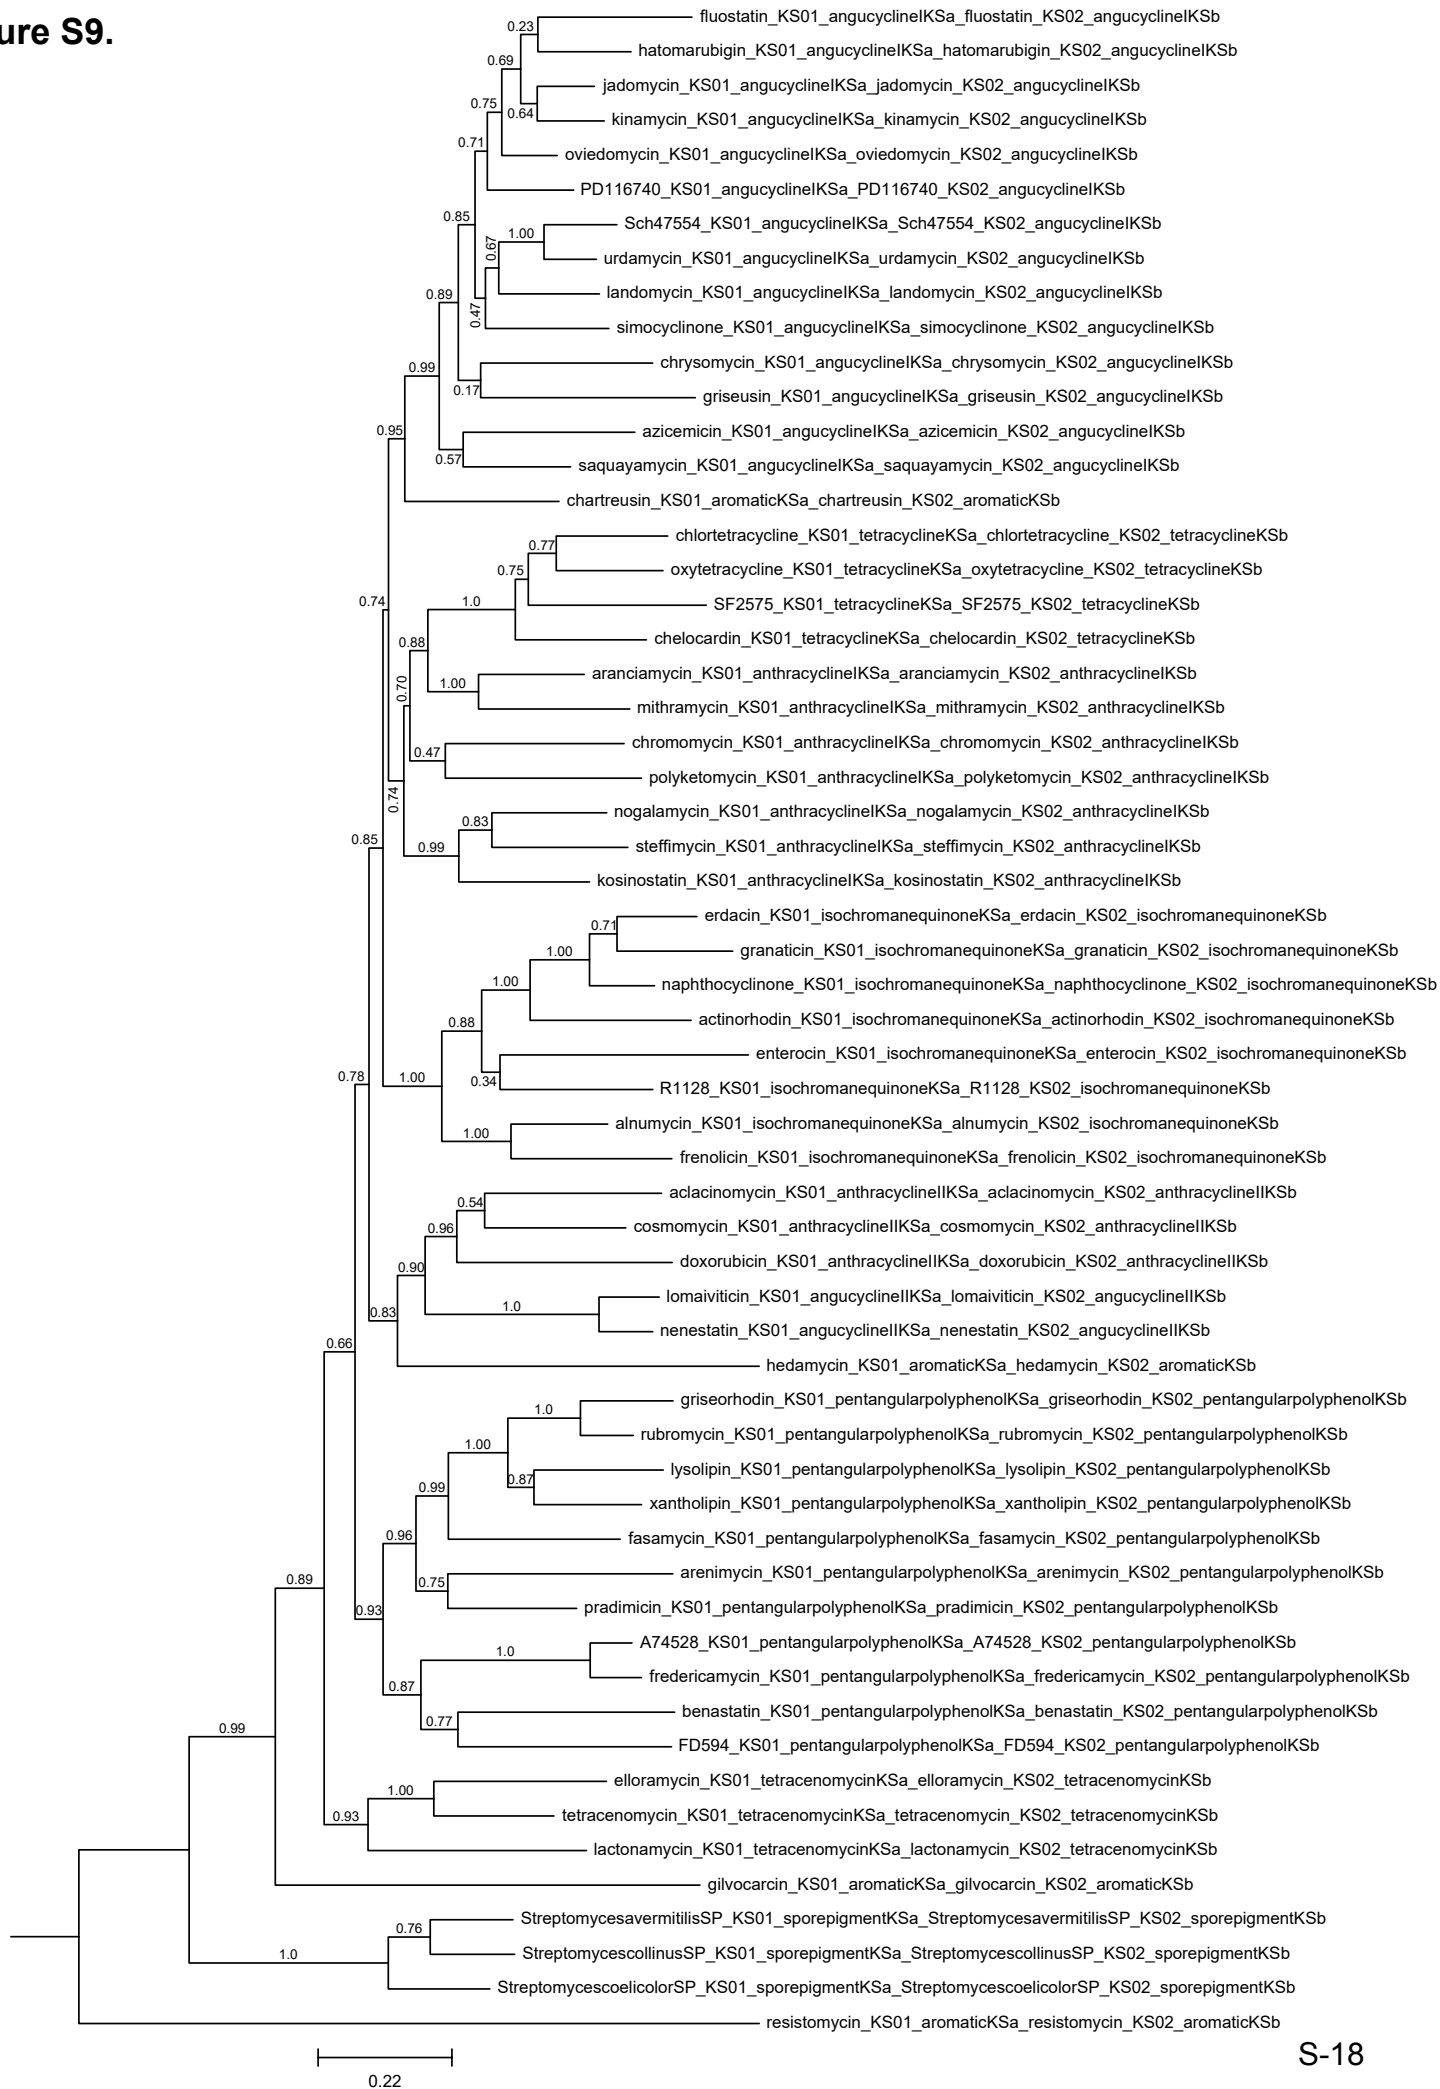 ure S9.
fluostatin_KS01_angucyclineIKSa_fluostatin_KS02_angucyclineIKSb
0.23
hatomarubigin_KS01_angucyclineIKSa_hatomarubigin_KS02_angucyclineIKSb
0.69
jadomycin_KS01_angucyclineIKSa_jadomycin_KS02_angucyclineIKSb
0.75
0.64
kinamycin_KS01_angucyclineIKSa_kinamycin_KS02_angucyclineIKSb
0.71
oviedomycin_KS01_angucyclineIKSa_oviedomycin_KS02_angucyclineIKSb
PD116740_KS01_angucyclineIKSa_PD116740_KS02_angucyclineIKSb
0.85
Sch47554_KS01_angucyclineIKSa_Sch47554_KS02_angucyclineIKSb
1.00
0.67
urdamycin_KS01_angucyclineIKSa_urdamycin_KS02_angucyclineIKSb
0.89
landomycin_KS01_angucyclineIKSa_landomycin_KS02_angucyclineIKSb
0.47
simocyclinone_KS01_angucyclineIKSa_simocyclinone_KS02_angucyclineIKSb
0.99
chrysomycin_KS01_angucyclineIKSa_chrysomycin_KS02_angucyclineIKSb
0.17
griseusin_KS01_angucyclineIKSa_griseusin_KS02_angucyclineIKSb
0.95
azicemicin_KS01_angucyclineIKSa_azicemicin_KS02_angucyclineIKSb
0.57
saquayamycin_KS01_angucyclineIKSa_saquayamycin_KS02_angucyclineIKSb
chartreusin_KS01_aromaticKSa_chartreusin_KS02_aromaticKSb
chlortetracycline_KS01_tetracyclineKSa_chlortetracycline_KS02_tetracyclineKSb
0.77
oxytetracycline_KS01_tetracyclineKSa_oxytetracycline_KS02_tetracyclineKSb
0.75
0.74
1.0
SF2575_KS01_tetracyclineKSa_SF2575_KS02_tetracyclineKSb
chelocardin_KS01_tetracyclineKSa_chelocardin_KS02_tetracyclineKSb
0.88
aranciamycin_KS01_anthracyclineIKSa_aranciamycin_KS02_anthracyclineIKSb
0.70
1.00
mithramycin_KS01_anthracyclineIKSa_mithramycin_KS02_anthracyclineIKSb
chromomycin_KS01_anthracyclineIKSa_chromomycin_KS02_anthracyclineIKSb
0.47
polyketomycin_KS01_anthracyclineIKSa_polyketomycin_KS02_anthracyclineIKSb
0.74
nogalamycin_KS01_anthracyclineIKSa_nogalamycin_KS02_anthracyclineIKSb
0.83
0.85
0.99
steffimycin_KS01_anthracyclineIKSa_steffimycin_KS02_anthracyclineIKSb
kosinostatin_KS01_anthracyclineIKSa_kosinostatin_KS02_anthracyclineIKSb
erdacin_KS01_isochromanequinoneKSa_erdacin_KS02_isochromanequinoneKSb
0.71
1.00
granaticin_KS01_isochromanequinoneKSa_granaticin_KS02_isochromanequinoneKSb
1.00
naphthocyclinone_KS01_isochromanequinoneKSa_naphthocyclinone_KS02_isochromanequinoneKSb
0.88
actinorhodin_KS01_isochromanequinoneKSa_actinorhodin_KS02_isochromanequinoneKSb
enterocin_KS01_isochromanequinoneKSa_enterocin_KS02_isochromanequinoneKSb
0.78
1.00
0.34
R1128_KS01_isochromanequinoneKSa_R1128_KS02_isochromanequinoneKSb
alnumycin_KS01_isochromanequinoneKSa_alnumycin_KS02_isochromanequinoneKSb
1.00
frenolicin_KS01_isochromanequinoneKSa_frenolicin_KS02_isochromanequinoneKSb
aclacinomycin_KS01_anthracyclineIIKSa_aclacinomycin_KS02_anthracyclineIIKSb
0.54
0.96
cosmomycin_KS01_anthracyclineIIKSa_cosmomycin_KS02_anthracyclineIIKSb
0.90
doxorubicin_KS01_anthracyclineIIKSa_doxorubicin_KS02_anthracyclineIIKSb
lomaiviticin_KS01_angucyclineIIKSa_lomaiviticin_KS02_angucyclineIIKSb
0.83
1.0
nenestatin_KS01_angucyclineIIKSa_nenestatin_KS02_angucyclineIIKSb
0.66
hedamycin_KS01_aromaticKSa_hedamycin_KS02_aromaticKSb
griseorhodin_KS01_pentangularpolyphenolKSa_griseorhodin_KS02_pentangularpolyphenolKSb
1.0
rubromycin_KS01_pentangularpolyphenolKSa_rubromycin_KS02_pentangularpolyphenolKSb
1.00
lysolipin_KS01_pentangularpolyphenolKSa_lysolipin_KS02_pentangularpolyphenolKSb
0.87
0.99
xantholipin_KS01_pentangularpolyphenolKSa_xantholipin_KS02_pentangularpolyphenolKSb
0.96
fasamycin_KS01_pentangularpolyphenolKSa_fasamycin_KS02_pentangularpolyphenolKSb
0.89
arenimycin_KS01_pentangularpolyphenolKSa_arenimycin_KS02_pentangularpolyphenolKSb
0.75
0.93
pradimicin_KS01_pentangularpolyphenolKSa_pradimicin_KS02_pentangularpolyphenolKSb
A74528_KS01_pentangularpolyphenolKSa_A74528_KS02_pentangularpolyphenolKSb
1.0
fredericamycin_KS01_pentangularpolyphenolKSa_fredericamycin_KS02_pentangularpolyphenolKSb
0.87
benastatin_KS01_pentangularpolyphenolKSa_benastatin_KS02_pentangularpolyphenolKSb
0.99
0.77
FD594_KS01_pentangularpolyphenolKSa_FD594_KS02_pentangularpolyphenolKSb
elloramycin_KS01_tetracenomycinKSa_elloramycin_KS02_tetracenomycinKSb
1.00
0.93
tetracenomycin_KS01_tetracenomycinKSa_tetracenomycin_KS02_tetracenomycinKSb
lactonamycin_KS01_tetracenomycinKSa_lactonamycin_KS02_tetracenomycinKSb
gilvocarcin_KS01_aromaticKSa_gilvocarcin_KS02_aromaticKSb
StreptomycesavermitilisSP_KS01_sporepigmentKSa_StreptomycesavermitilisSP_KS02_sporepigmentKSb
0.76
1.0
StreptomycescollinusSP_KS01_sporepigmentKSa_StreptomycescollinusSP_KS02_sporepigmentKSb
StreptomycescoelicolorSP_KS01_sporepigmentKSa_StreptomycescoelicolorSP_KS02_sporepigmentKSb
resistomycin_KS01_aromaticKSa_resistomycin_KS02_aromaticKSb
S-18
0.22